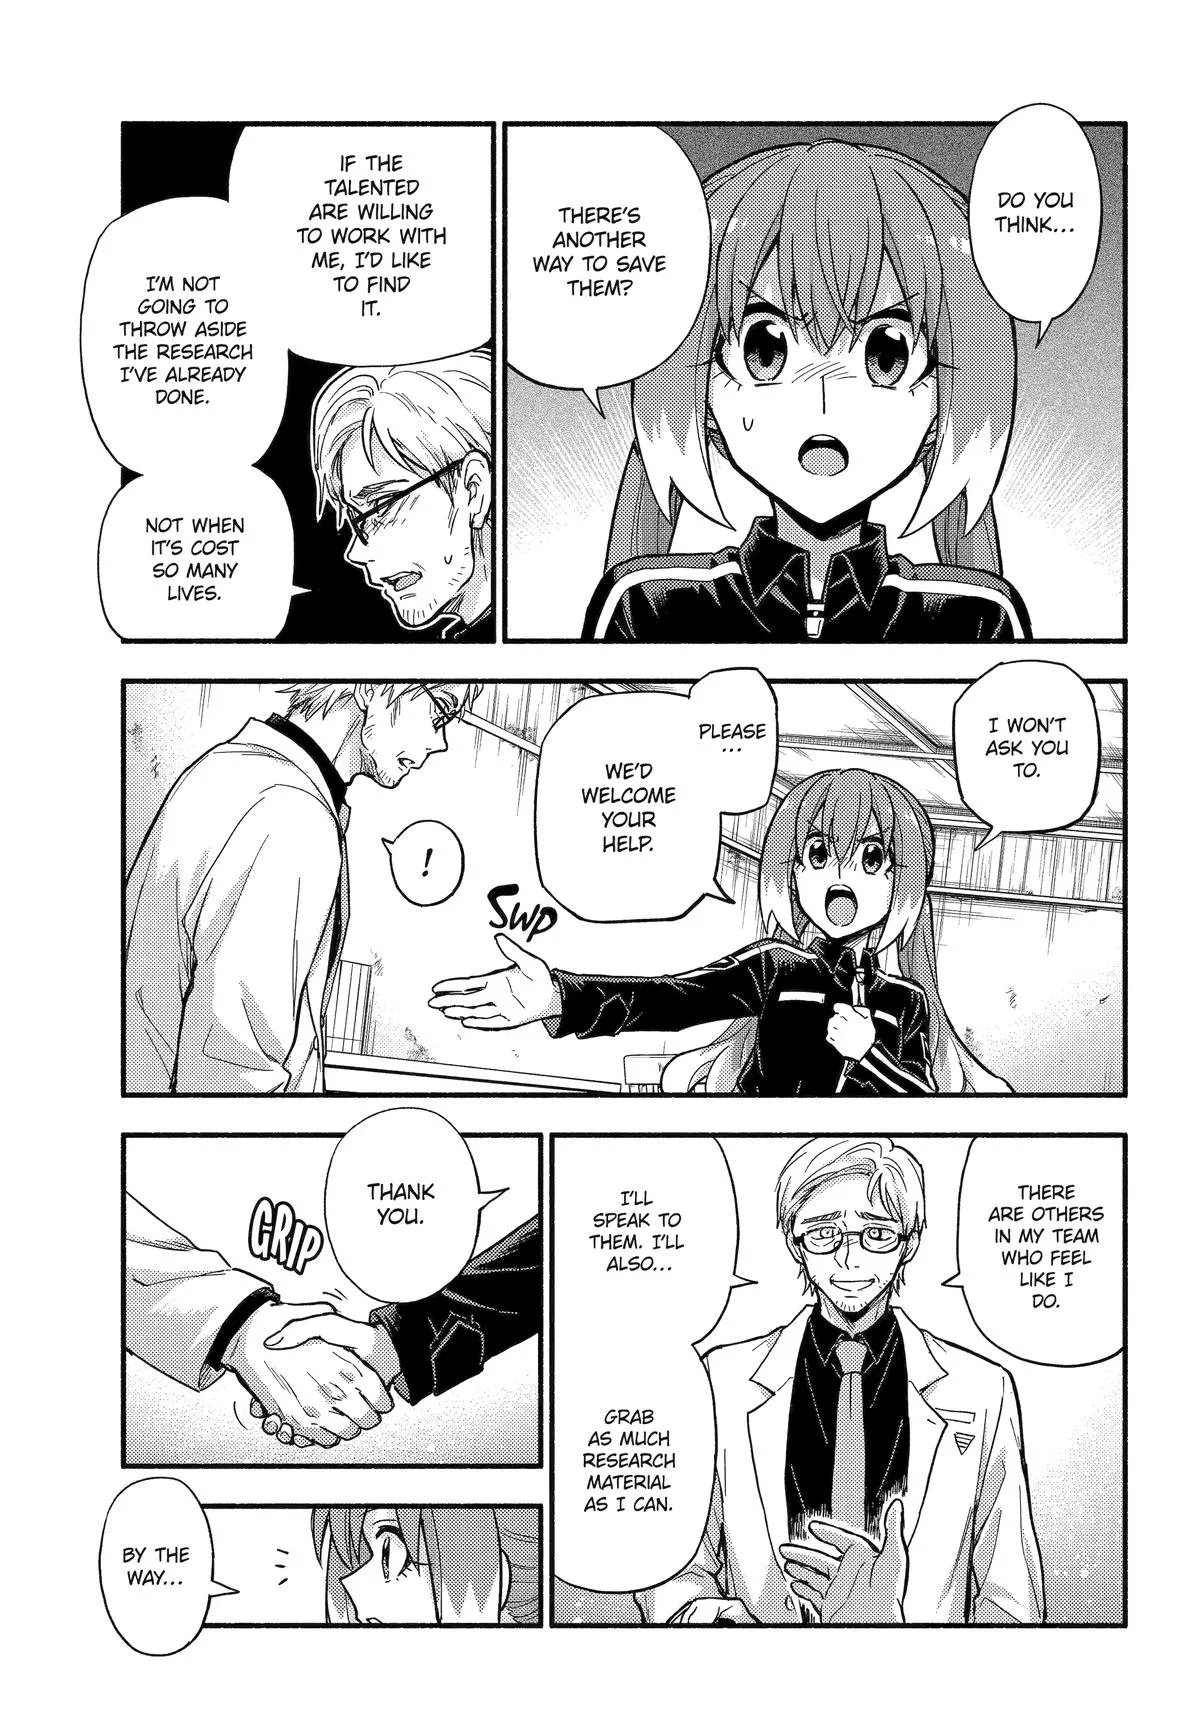 DO YOU
THINK...
THERE'S
ANOTHER
WAY TO SAVE
THEM?
IF THE
TALENTED
ARE WILLING
TO WORK WITH
ME, I'D LIKE
TO FIND
IT.
I'M NOT
GOING TO
THROW ASIDE
THE RESEARCH
I'VE ALREADY
DONE.
NOT WHEN
IT'S COST
SO MANY
LIVES.
I WON'T
ASK YOU
TO.
PLEASE
...
WE'D
WELCOME
YOUR
HELP.
SWP
!
THERE
ARE OTHERS
IN MY TEAM
WHO FEEL
LIKE I
DO.
I'LL
SPEAK TO
THEM. I'LL
ALSO...
GRAB
AS MUCH
RESEARCH
MATERIAL
AS I CAN.
THANK
YOU.
GRIP
BY THE
WAY...